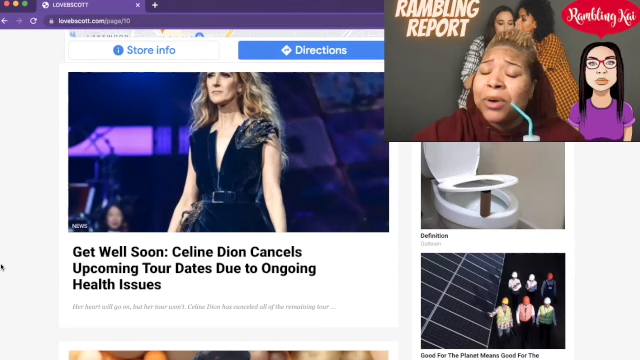 LOVEBSCOTT
lovebscott.com/page/10
Store info
Directions
NEWS
Get Well Soon: Celine Dion Cancels
Upcoming Tour Dates Due to Ongoing
Health Issues
Her heart will go on, but her tour won't. Celine Dion has canceled all of the remaining tour ...
RAMBLING
REPORT
Rambling Kai
Definition
Good For The Planet Means Good For The